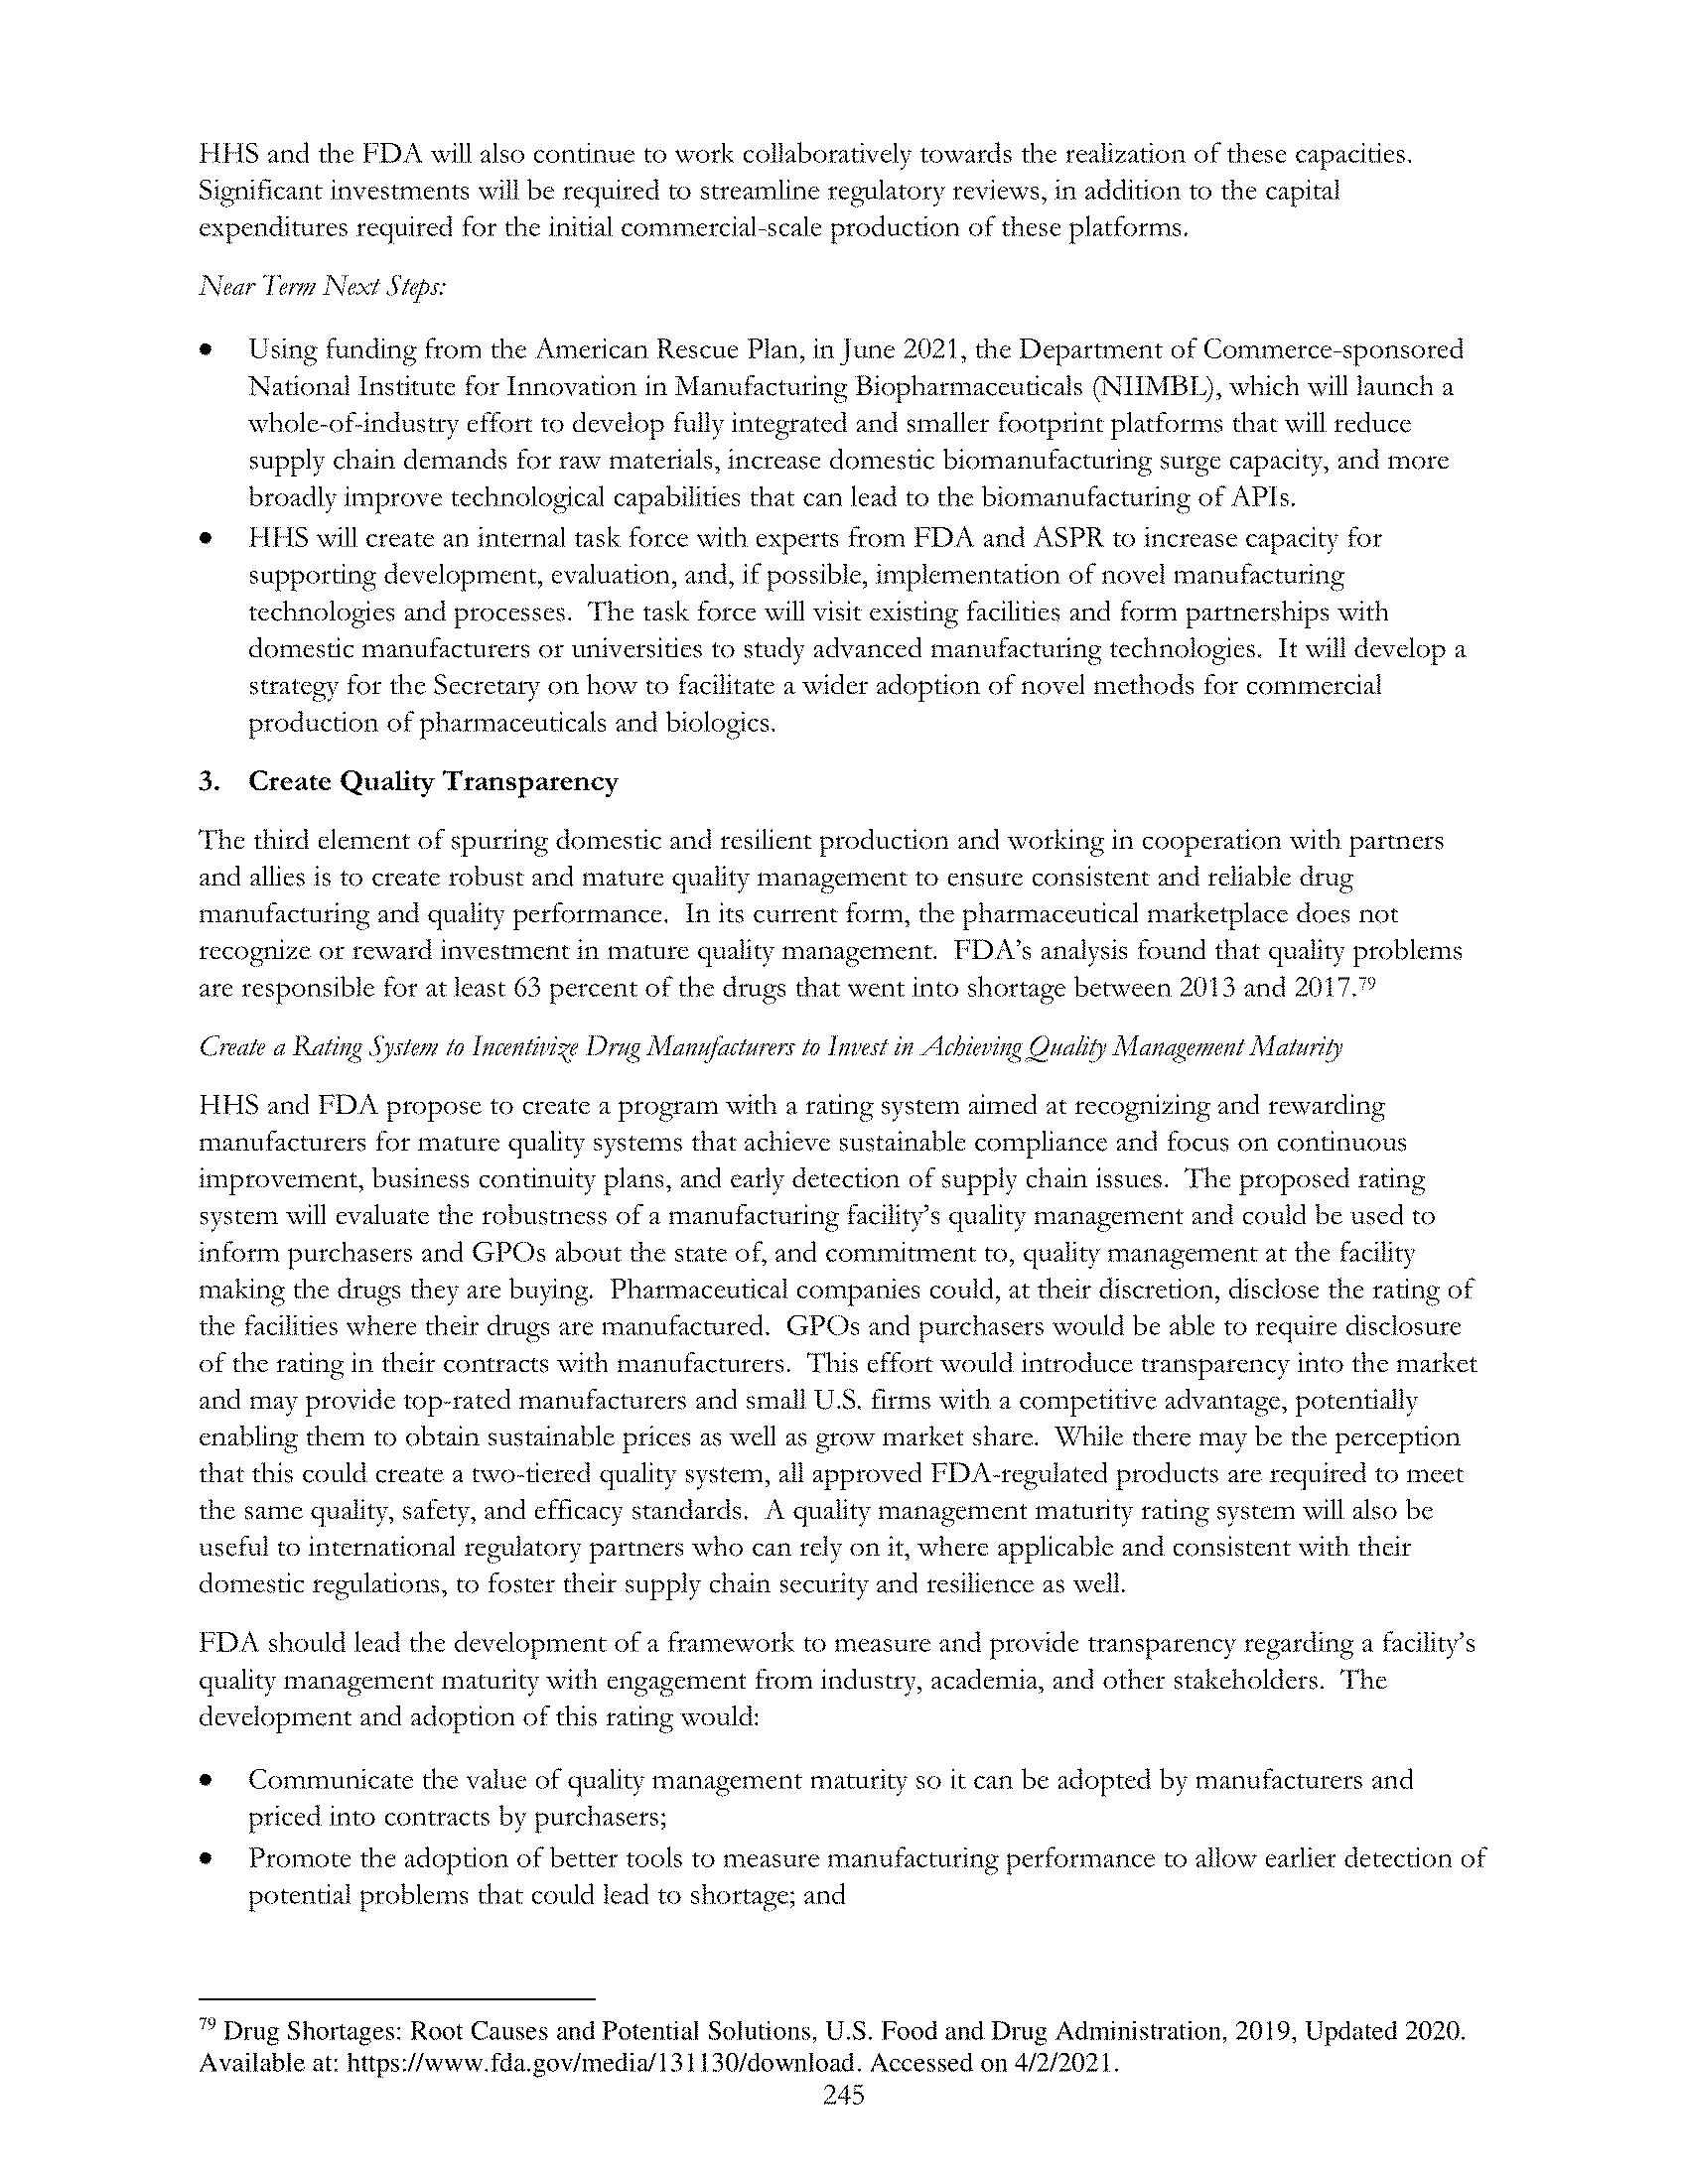 HHS and the FDA will also continue to work collaboratively towards the realization of these capacities.
Significant investments will be required to streamline regulatory reviews, in addition to the capital
expenditures required for the initial commercial-scale production of these platforms.
Near Term Next Steps:
• Using funding from the American Rescue Plan, in June 2021, the Department of Commerce-sponsored
National Institute for Innovation in Manufacturing Biopharmaceuticals (NIIMBL), which will launch a
whole-of-industry effort to develop fully integrated and smaller footprint platforms that will reduce
supply chain demands for raw materials, increase domestic biomanufacturing surge capacity, and more
broadly improve technological capabilities that can lead to the biomanufacturing of APIs.
• HHS will create an internal task force with experts from FDA and ASPR to increase capacity for
supporting development, evaluation, and, if possible, implementation of novel manufacturing
technologies and processes. The task force will visit existing facilities and form partnerships with
domestic manufacturers or universities to study advanced manufacturing technologies. It will develop a
strategy for the Secretary on how to facilitate a wider adoption of novel methods for commercial
production of pharmaceuticals and biologics.
3. Create Quality Transparency
The third element of spurring domestic and resilient production and working in cooperation with partners
and allies is to create robust and mature quality management to ensure consistent and reliable drug
manufacturing and quality performance. In its current form, the pharmaceutical marketplace does not
recognize or reward investment in mature quality management. FDA's analysis found that quality problems
are responsible for at least 63 percent of the drugs that went into shortage between 2013 and 2017.79
Create a Rating System to Incentivize Drug Manufacturers to Invest in Achieving Quality Management Maturity
HHS and FDA propose to create a program with a rating system aimed at recognizing and rewarding
manufacturers for mature quality systems that achieve sustainable compliance and focus on continuous
improvement, business continuity plans, and early detection of supply chain issues. The proposed rating
system will evaluate the robustness of a manufacturing facility's quality management and could be used to
inform purchasers and GPOs about the state of, and commitment to, quality management at the facility
making the drugs they are buying. Pharmaceutical companies could, at their discretion, disclose the rating of
the facilities where their drugs are manufactured. GPOs and purchasers would be able to require disclosure
of the rating in their contracts with manufacturers. This effort would introduce transparency into the market
and may provide top-rated manufacturers and small U.S. firms with a competitive advantage, potentially
enabling them to obtain sustainable prices as well as grow market share. While there may be the perception
that this could create a two-tiered quality system, all approved FDA-regulated products are required to meet
the same quality, safety, and efficacy standards. A quality management maturity rating system will also be
useful to international regulatory partners who can rely on it, where applicable and consistent with their
domestic regulations, to foster their supply chain security and resilience as well.
FDA should lead the development of a framework to measure and provide transparency regarding a facility's
quality management maturity with engagement from industry, academia, and other stakeholders. The
development and adoption of this rating would:
• Communicate the value of quality management maturity so it can be adopted by manufacturers and
priced into contracts by purchasers;
• Promote the adoption of better tools to measure manufacturing performance to allow earlier detection of
potential problems that could lead to shortage; and
79 Drug Shortages: Root Causes and Potential Solutions, U.S. Food and Drug Administration, 2019, Updated 2020.
Available at: https://www.fda.gov/media/131130/download. Accessed on 4/2/2021.
245